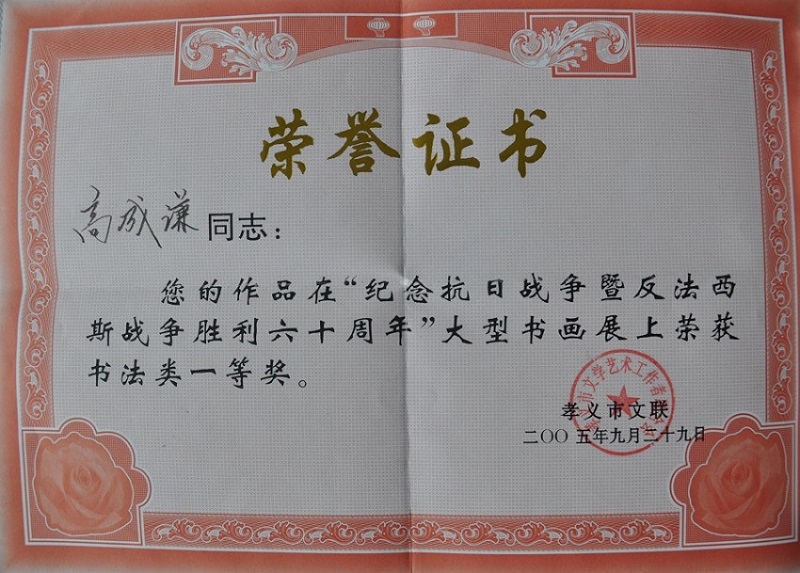 荣誉证书
高成谦 同志：
您的作品在“纪念抗日战争暨反法西
斯战争胜利六十周年”大型书画展上荣获
书法类一等奖。
孝义市文联
二〇〇五年九月二十九日